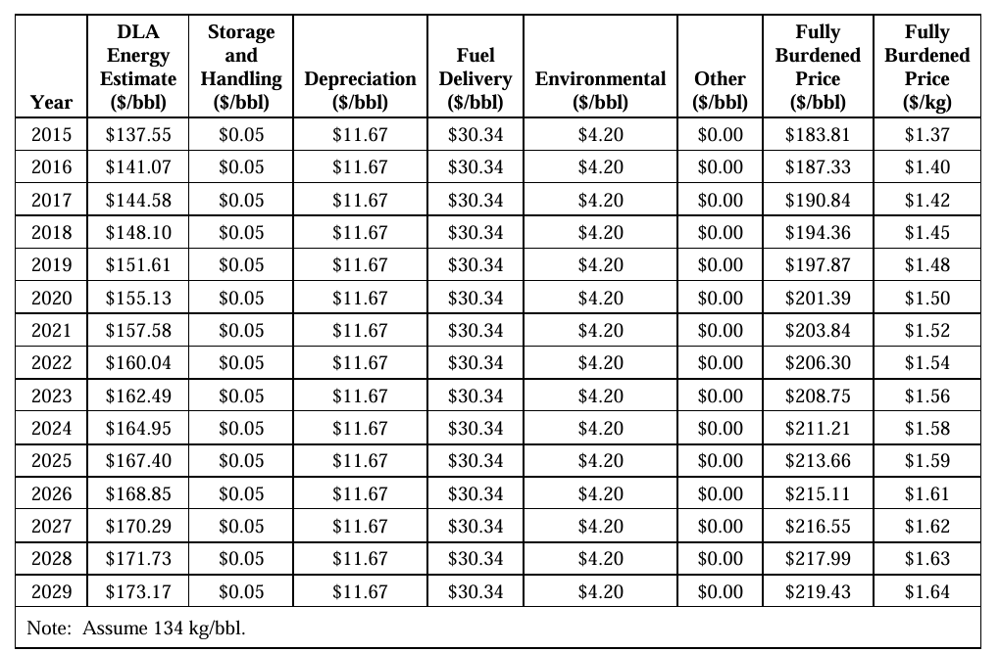 Year DLA Energy Estimate ($/bbl) Storage and Handling ($/bbl) Depreciation ($/bbl) Fuel Delivery ($/bbl) Environmental ($/bbl) Other ($/bbl) Fully Burdened Price ($/bbl) Fully Burdened Price ($/kg)
2015 $137.55 $0.05 $11.67 $30.34 $4.20 $0.00 $183.81 $1.37
2016 $141.07 $0.05 $11.67 $30.34 $4.20 $0.00 $187.33 $1.40
2017 $144.58 $0.05 $11.67 $30.34 $4.20 $0.00 $190.84 $1.42
2018 $148.10 $0.05 $11.67 $30.34 $4.20 $0.00 $194.36 $1.45
2019 $151.61 $0.05 $11.67 $30.34 $4.20 $0.00 $197.87 $1.48
2020 $155.13 $0.05 $11.67 $30.34 $4.20 $0.00 $201.39 $1.50
2021 $157.58 $0.05 $11.67 $30.34 $4.20 $0.00 $203.84 $1.52
2022 $160.04 $0.05 $11.67 $30.34 $4.20 $0.00 $206.30 $1.54
2023 $162.49 $0.05 $11.67 $30.34 $4.20 $0.00 $208.75 $1.56
2024 $164.95 $0.05 $11.67 $30.34 $4.20 $0.00 $211.21 $1.58
2025 $167.40 $0.05 $11.67 $30.34 $4.20 $0.00 $213.66 $1.59
2026 $168.85 $0.05 $11.67 $30.34 $4.20 $0.00 $215.11 $1.61
2027 $170.29 $0.05 $11.67 $30.34 $4.20 $0.00 $216.55 $1.62
2028 $171.73 $0.05 $11.67 $30.34 $4.20 $0.00 $217.99 $1.63
2029 $173.17 $0.05 $11.67 $30.34 $4.20 $0.00 $219.43 $1.64
Note: Assume 134 kg/bbl.